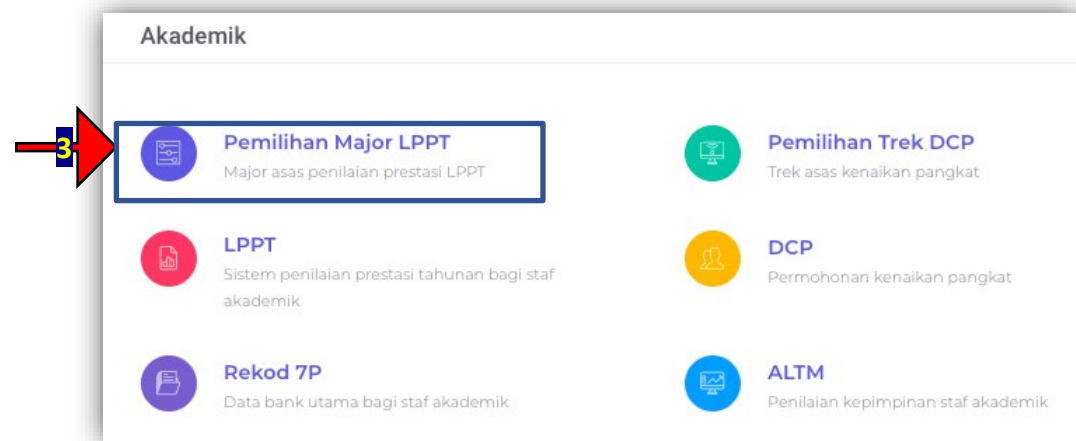 Akademik
3
Pemilihan Major LPPT
Major asas penilaian prestasi LPPT
Pemilihan Trek DCP
Trek asas kenaikan pangkat
LPPT
Sistem penilaian prestasi tahunan bagi staf
akademik
DCP
Permohonan kenaikan pangkat
Rekod 7P
Data bank utama bagi staf akademik
ALTM
Penilaian kepimpinan staf akademik